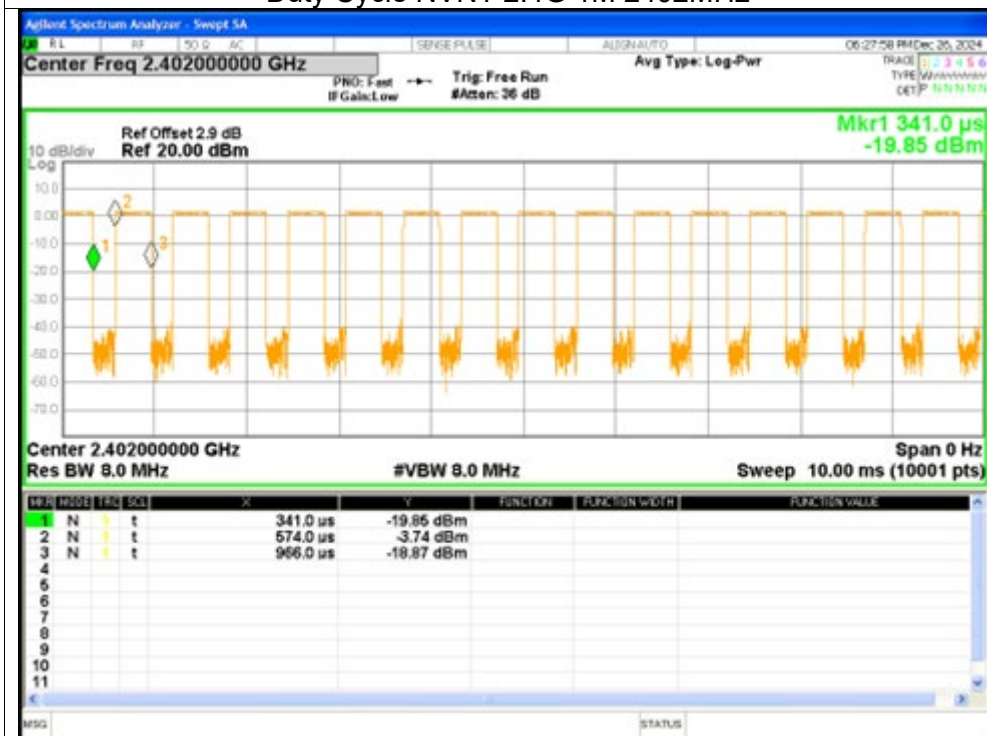 Agilent Spectrum Analyzer - Swept SA
RL RF 50 Ω AC SENSE:PULSE ALIGN AUTO 06:27:58 PM Dec 26, 2024
Center Freq 2.402000000 GHz Avg Type: Log-Pwr TRACE 1 2 3 4 5 6
PNO: Fast Trig: Free Run TYPE
IFGain:Low #Atten: 36 dB DET P N N N N N
Mkr1 341.0 µs
Ref Offset 2.9 dB
10 dB/div Ref 20.00 dBm -19.85 dBm
Log
10.0
0.00
-10.0
-20.0
-30.0
-40.0
-50.0
-60.0
-70.0
1
2
3
Center 2.402000000 GHz Span 0 Hz
Res BW 8.0 MHz #VBW 8.0 MHz Sweep 10.00 ms (10001 pts)
MKR MODE TRC SCL X Y FUNCTION FUNCTION WIDTH FUNCTION VALUE
1 N 1 t 341.0 µs -19.85 dBm
2 N 1 t 574.0 µs -3.74 dBm
3 N 1 t 966.0 µs -18.87 dBm
4
5
6
7
8
9
10
11
MSG STATUS